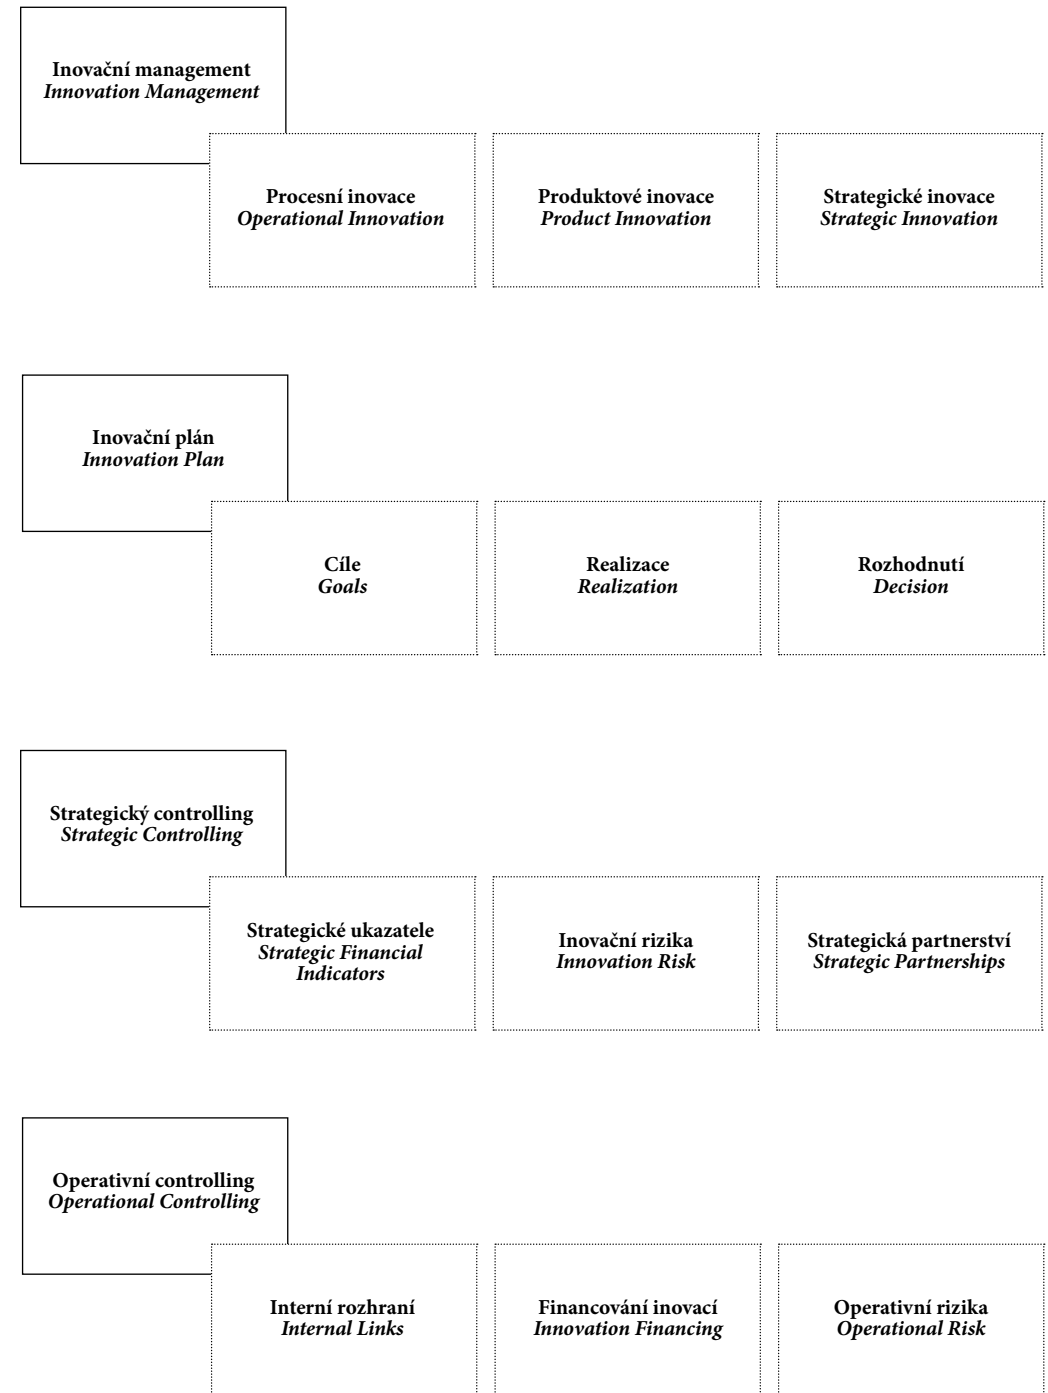 Inovační management
Innovation Management
Procesní inovace
Operational Innovation
Produktové inovace
Product Innovation
Strategické inovace
Strategic Innovation
Inovační plán
Innovation Plan
Cíle
Goals
Realizace
Realization
Rozhodnutí
Decision
Strategický controlling
Strategic Controlling
Strategické ukazatele
Strategic Financial
Indicators
Inovační rizika
Innovation Risk
Strategická partnerství
Strategic Partnerships
Operativní controlling
Operational Controlling
Interní rozhraní
Internal Links
Financování inovací
Innovation Financing
Operativní rizika
Operational Risk